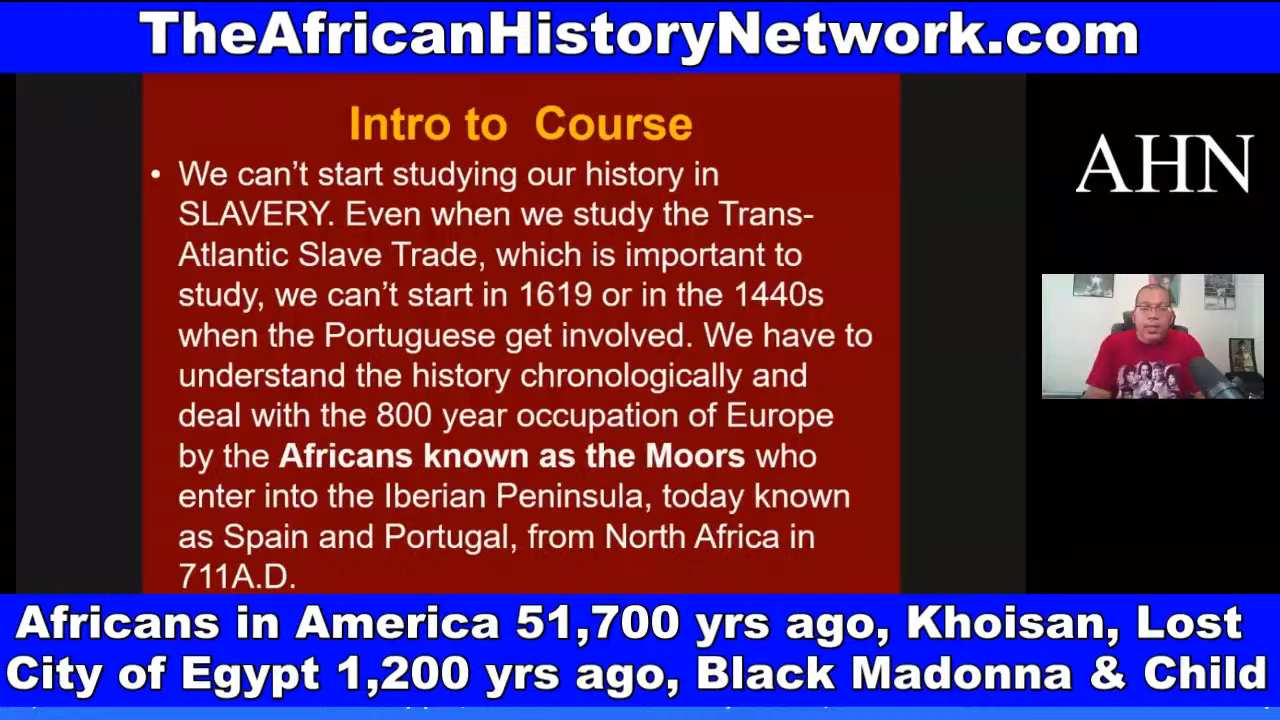 TheAfricanHistoryNetwork.com
Intro to Course
• We can't start studying our history in
SLAVERY. Even when we study the Trans-
Atlantic Slave Trade, which is important to
study, we can't start in 1619 or in the 1440s
when the Portuguese get involved. We have to
understand the history chronologically and
deal with the 800 year occupation of Europe
by the Africans known as the Moors who
enter into the Iberian Peninsula, today known
as Spain and Portugal, from North Africa in
711A.D.
AHN
Africans in America 51,700 yrs ago, Khoisan, Lost
City of Egypt 1,200 yrs ago, Black Madonna & Child